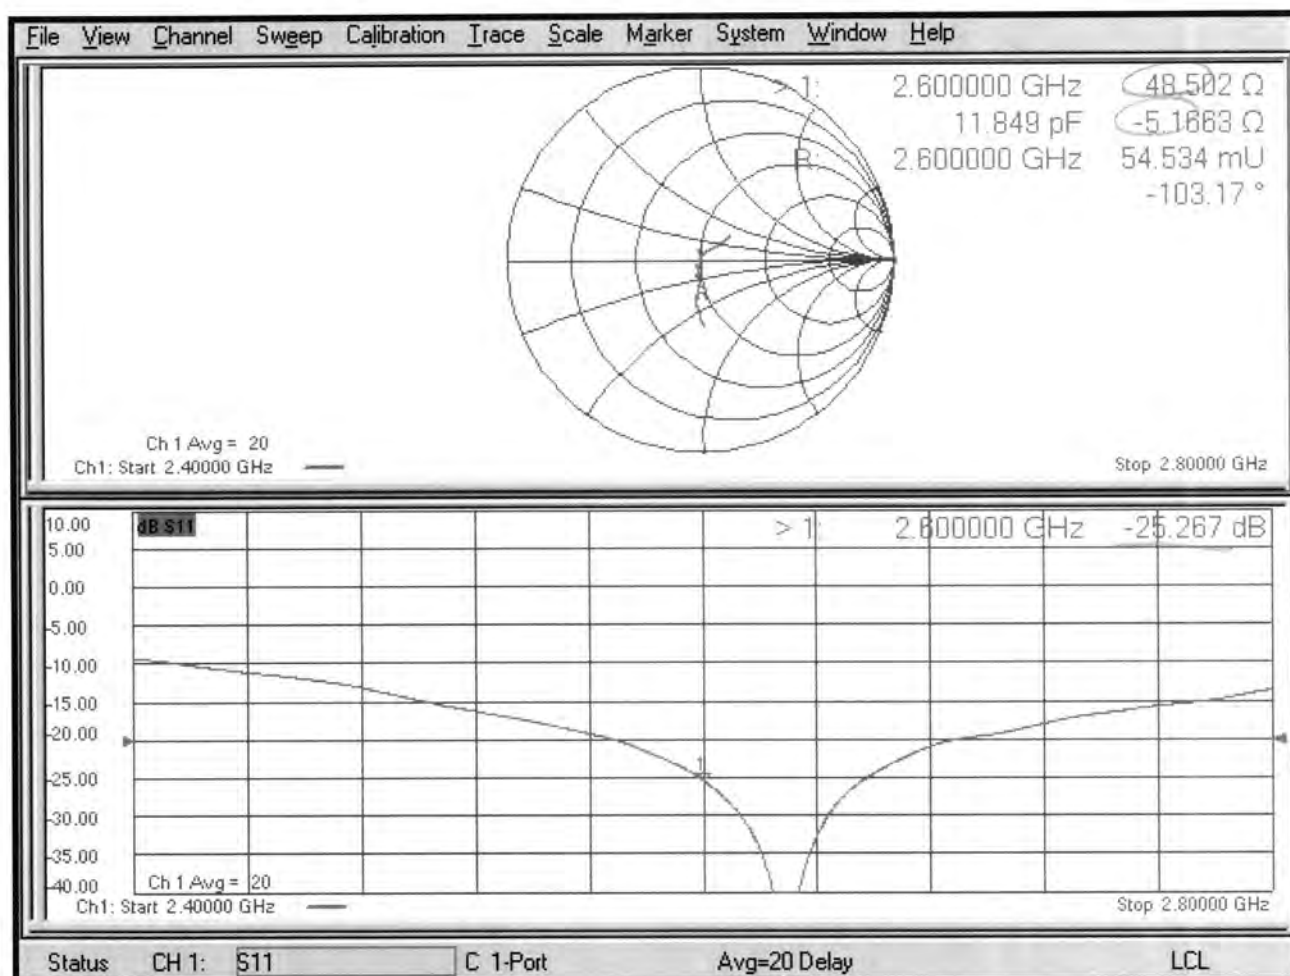 File View Channel Sweep Calibration Trace Scale Marker System Window Help
> 1: 2.600000 GHz 48.502 Ω
11.849 pF -5.1663 Ω
R: 2.600000 GHz 54.534 mU
-103.17 °
Ch 1 Avg = 20
Ch1: Start 2.40000 GHz
Stop 2.80000 GHz
10.00
dB S11
> 1: 2.600000 GHz -25.267 dB
5.00
0.00
-5.00
-10.00
-15.00
-20.00
1
-25.00
-30.00
-35.00
-40.00
Ch 1 Avg = 20
Ch1: Start 2.40000 GHz
Stop 2.80000 GHz
Status CH 1: S11 C 1-Port Avg=20 Delay LCL